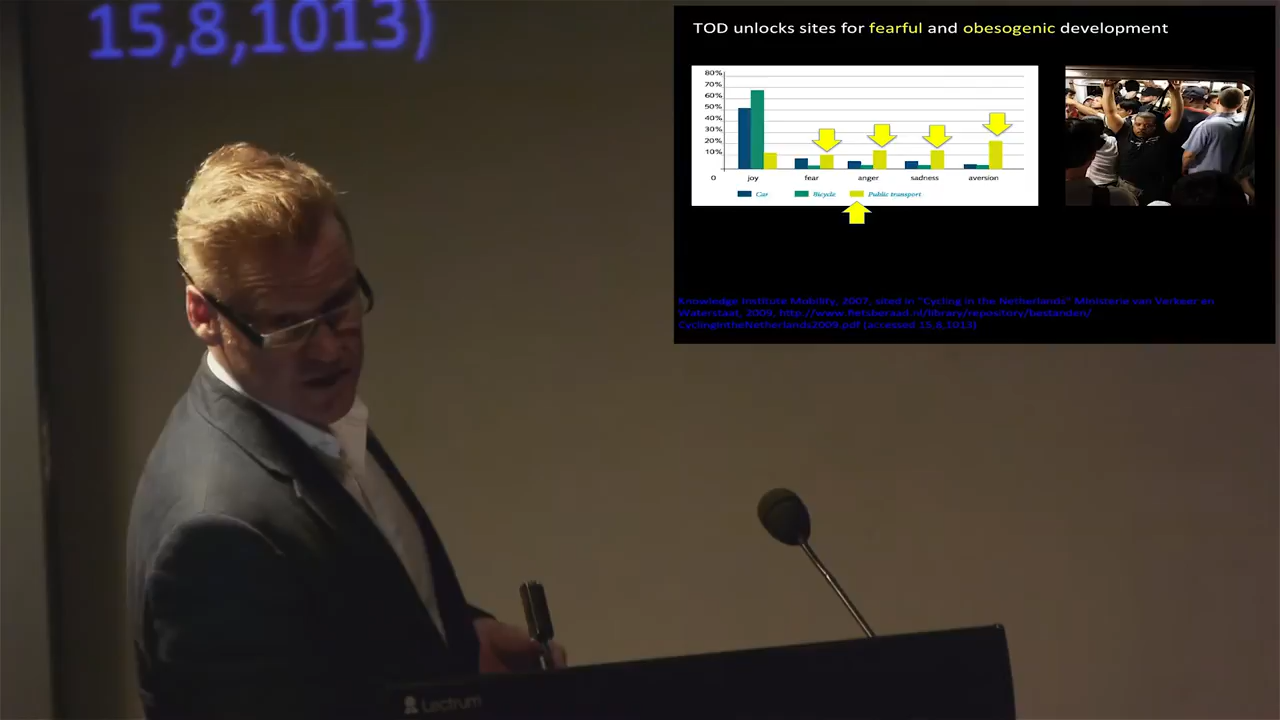 15,8,1013)
TOD unlocks sites for fearful and obesogenic development
80%
70%
60%
50%
40%
30%
20%
10%
0
joy fear anger sadness aversion
Car Bicycle Public transport
Knowledge Institute Mobility, 2007, sited in "Cycling in the Netherlands" Ministerie van Verkeer en
Waterstaat, 2009, http://www.fietsberaad.nl/library/repository/bestanden/
CyclingintheNetherlands2009.pdf (accessed 15,8,1013)
Lectrum